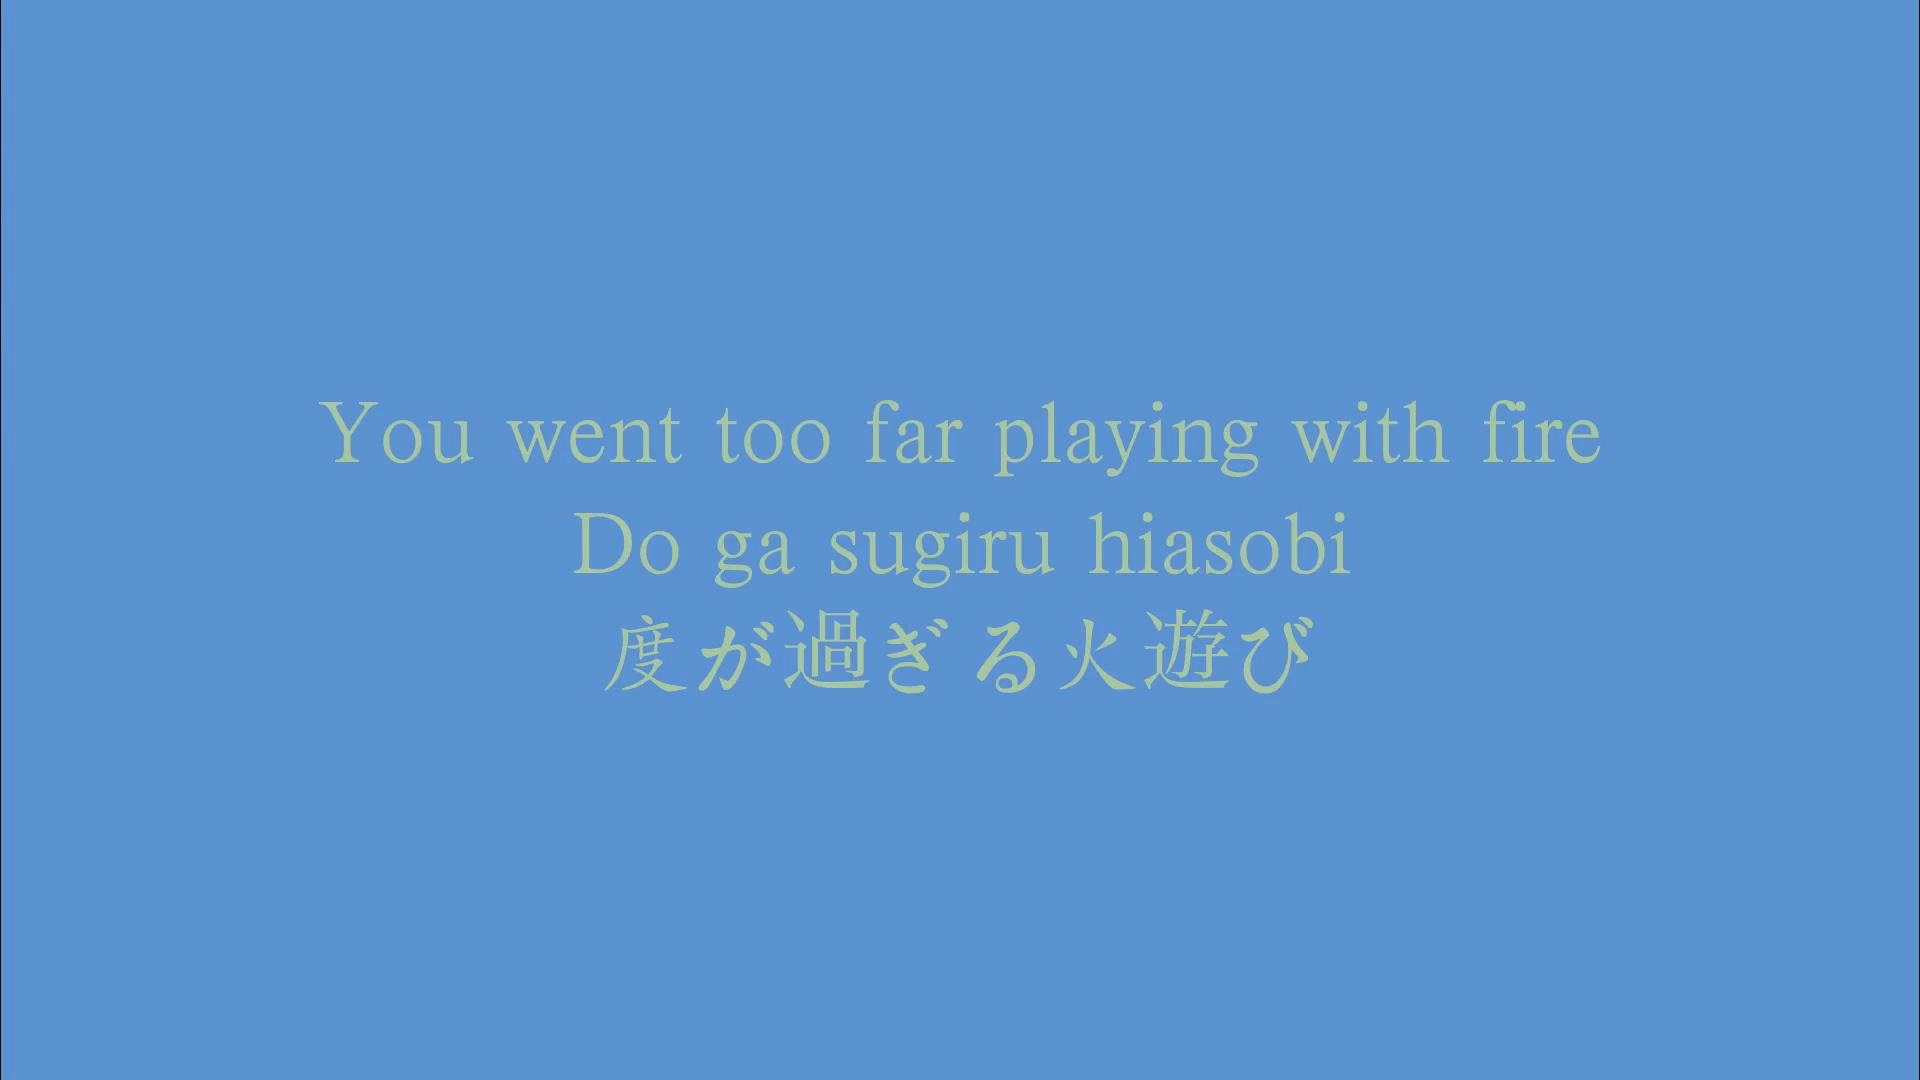 You went too far playing with fire
Do ga sugiru hiasobi
度が過ぎる火遊び